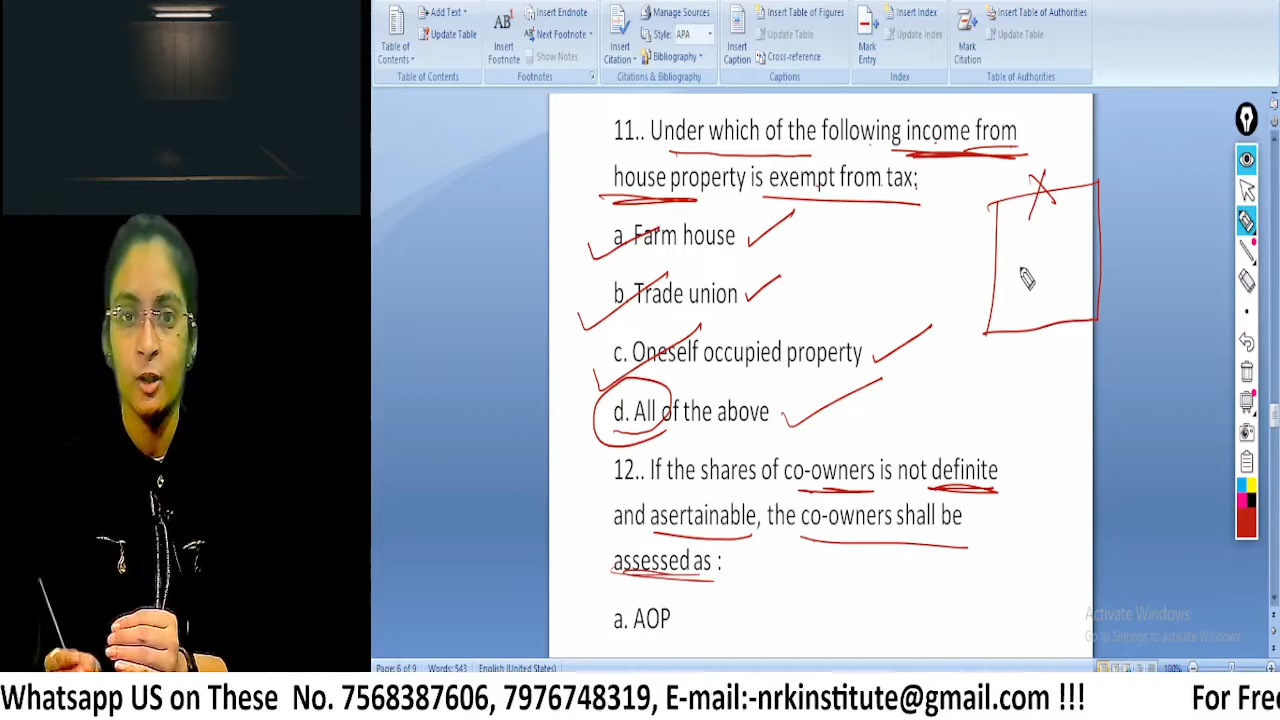 Add Text
Update Table
Table of
Contents
Table of Contents
AB¹
Insert
Footnote
Insert Endnote
Next Footnote
Show Notes
Footnotes
Insert
Citation
Manage Sources
Style: APA
Bibliography
Citations & Bibliography
Insert
Caption
Insert Table of Figures
Update Table
Cross-reference
Captions
Mark
Entry
Insert Index
Update Index
Index
Mark
Citation
Insert Table of Authorities
Update Table
Table of Authorities
11.. Under which of the following income from
house property is exempt from tax;
a. Farm house
b. Trade union
c. Oneself occupied property
d. All of the above
12.. If the shares of co-owners is not definite
and asertainable, the co-owners shall be
assessed as :
a. AOP
X
Activate Windows
Go to Settings to activate Windows.
Page: 6 of 9
Words: 543
English (United States)
100%
Whatsapp US on These No. 7568387606, 7976748319, E-mail:-nrkinstitute@gmail.com !!!
For Free